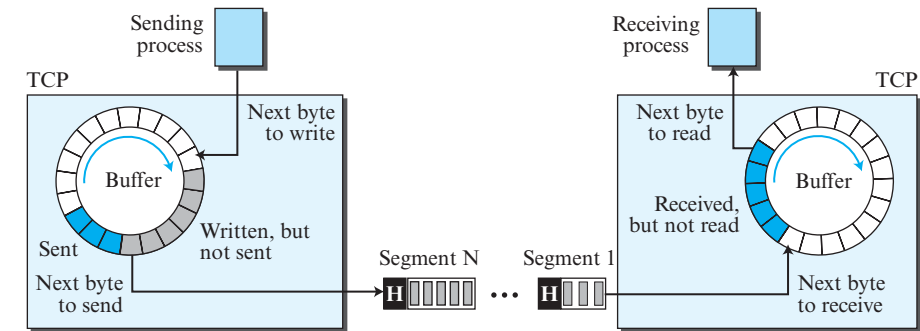 Sending
process
Receiving
process
TCP
TCP
Next byte
to write
Next byte
to read
Buffer
Buffer
Written, but
not sent
Received,
but not read
Sent
Segment N
Segment 1
Next byte
to send
H
...
H
Next byte
to receive